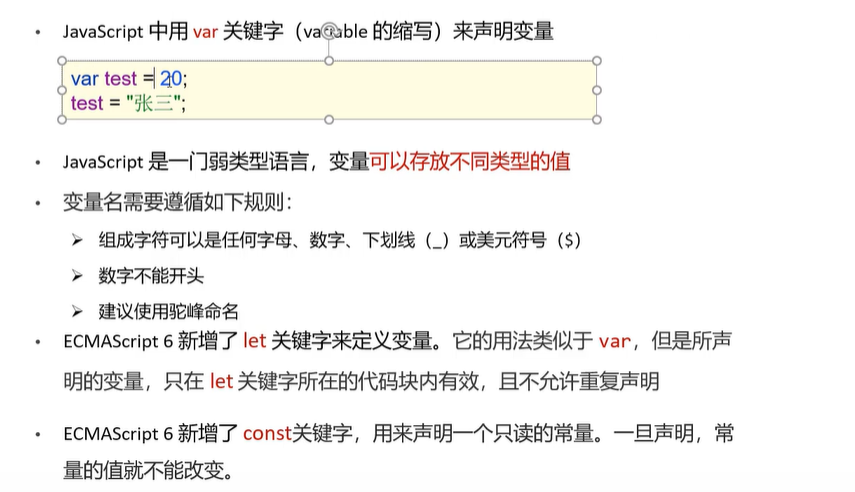 • JavaScript 中用 var 关键字（variable 的缩写）来声明变量
var test = 20;
test = "张三";
• JavaScript 是一门弱类型语言，变量可以存放不同类型的值
• 变量名需要遵循如下规则：
➢ 组成字符可以是任何字母、数字、下划线（_）或美元符号（$）
➢ 数字不能开头
➢ 建议使用驼峰命名
• ECMAScript 6 新增了 let 关键字来定义变量。它的用法类似于 var，但是所声
明的变量，只在 let 关键字所在的代码块内有效，且不允许重复声明
• ECMAScript 6 新增了 const关键字，用来声明一个只读的常量。一旦声明，常
量的值就不能改变。